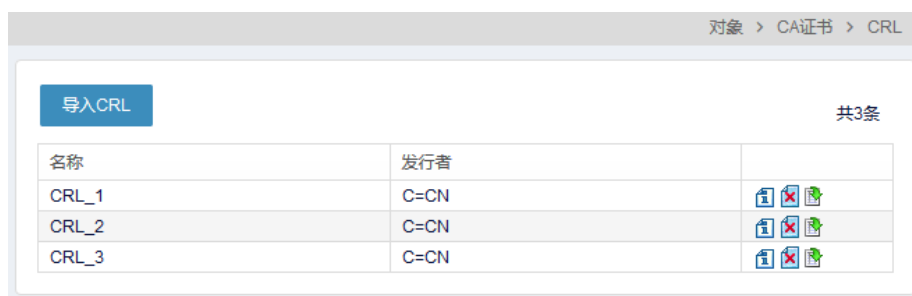 对象 > CA证书 > CRL
导入CRL
共3条
名称 发行者
CRL_1 C=CN
CRL_2 C=CN
CRL_3 C=CN